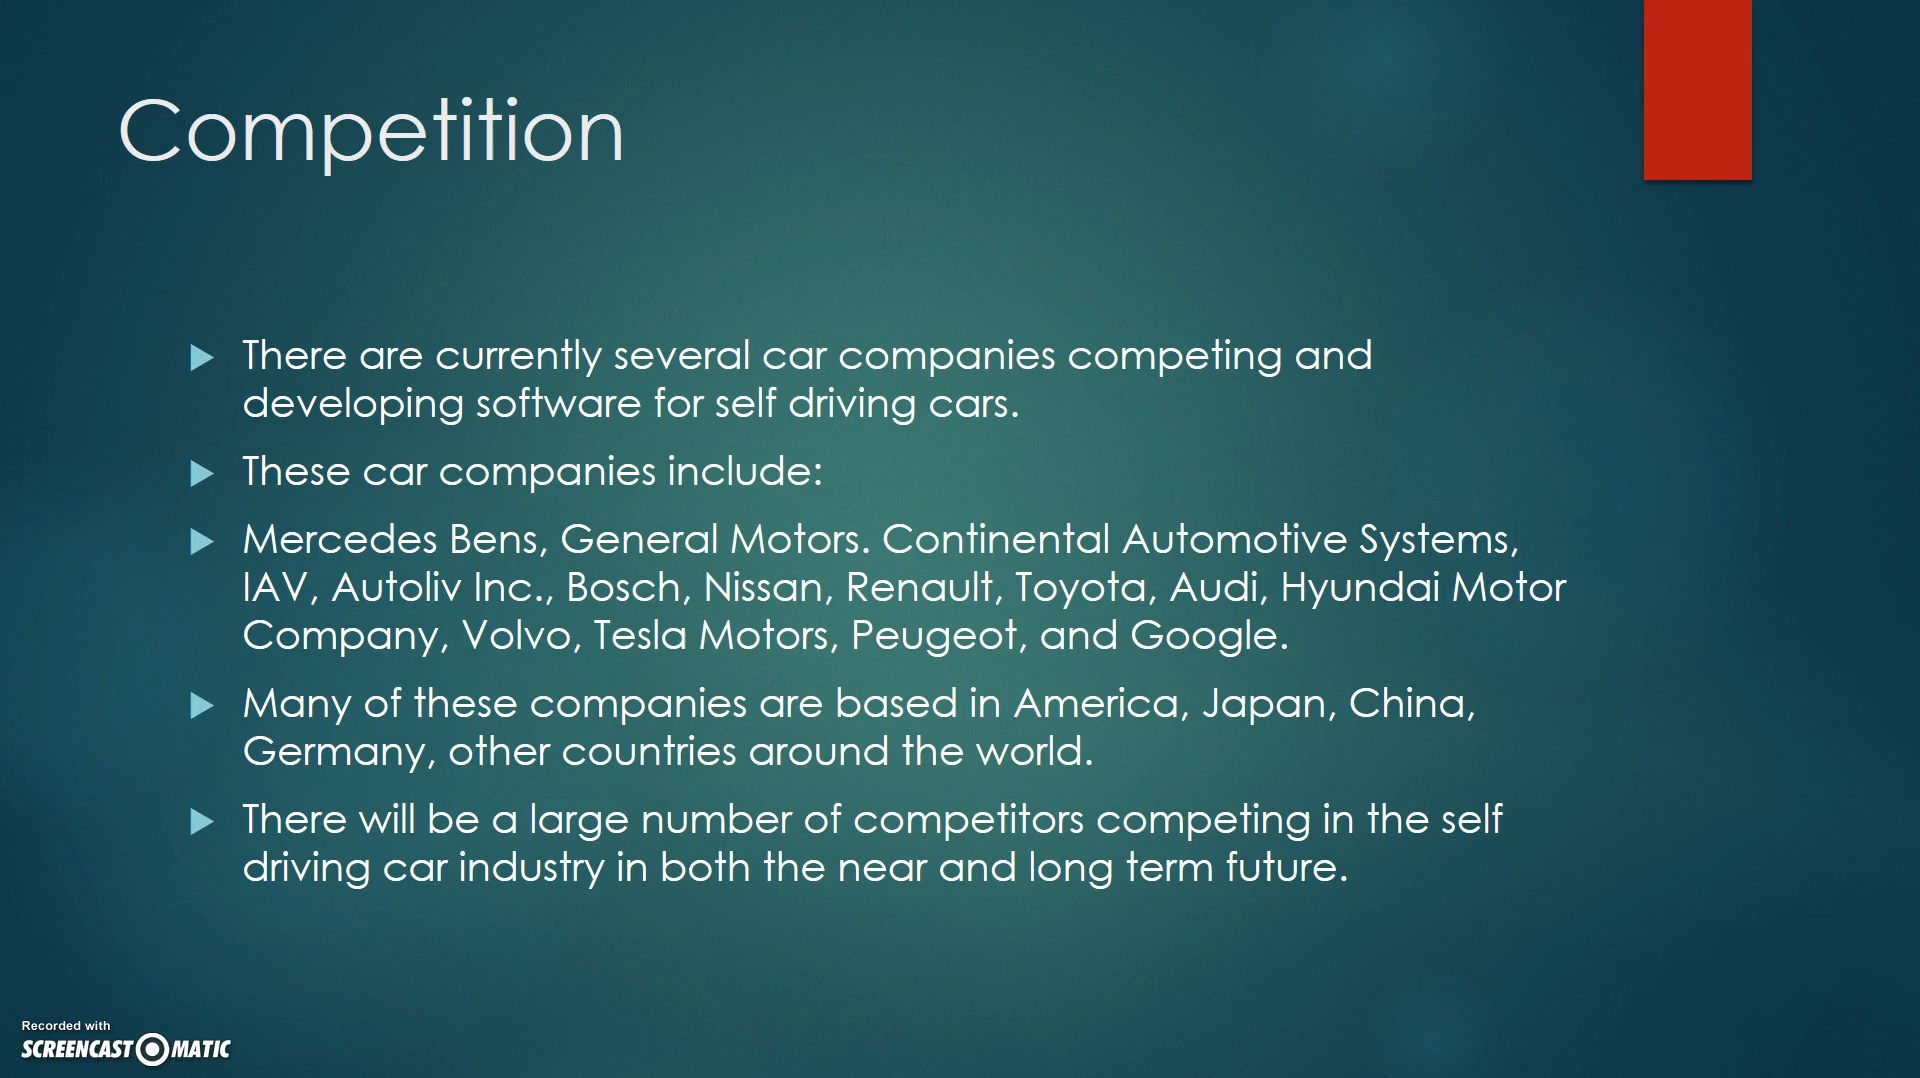 Competition
There are currently several car companies competing and
developing software for self driving cars.
These car companies include:
Mercedes Bens, General Motors. Continental Automotive Systems,
IAV, Autoliv Inc., Bosch, Nissan, Renault, Toyota, Audi, Hyundai Motor
Company, Volvo, Tesla Motors, Peugeot, and Google.
Many of these companies are based in America, Japan, China,
Germany, other countries around the world.
There will be a large number of competitors competing in the self
driving car industry in both the near and long term future.
Recorded with
SCREENCAST MATIC